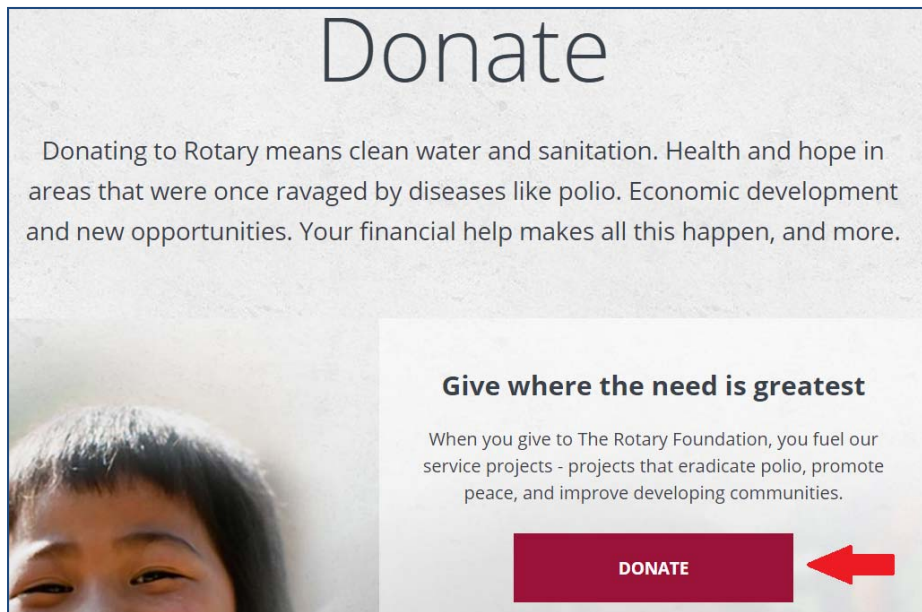 Donate
Donating to Rotary means clean water and sanitation. Health and hope in
areas that were once ravaged by diseases like polio. Economic development
and new opportunities. Your financial help makes all this happen, and more.
Give where the need is greatest
When you give to The Rotary Foundation, you fuel our
service projects - projects that eradicate polio, promote
peace, and improve developing communities.
DONATE